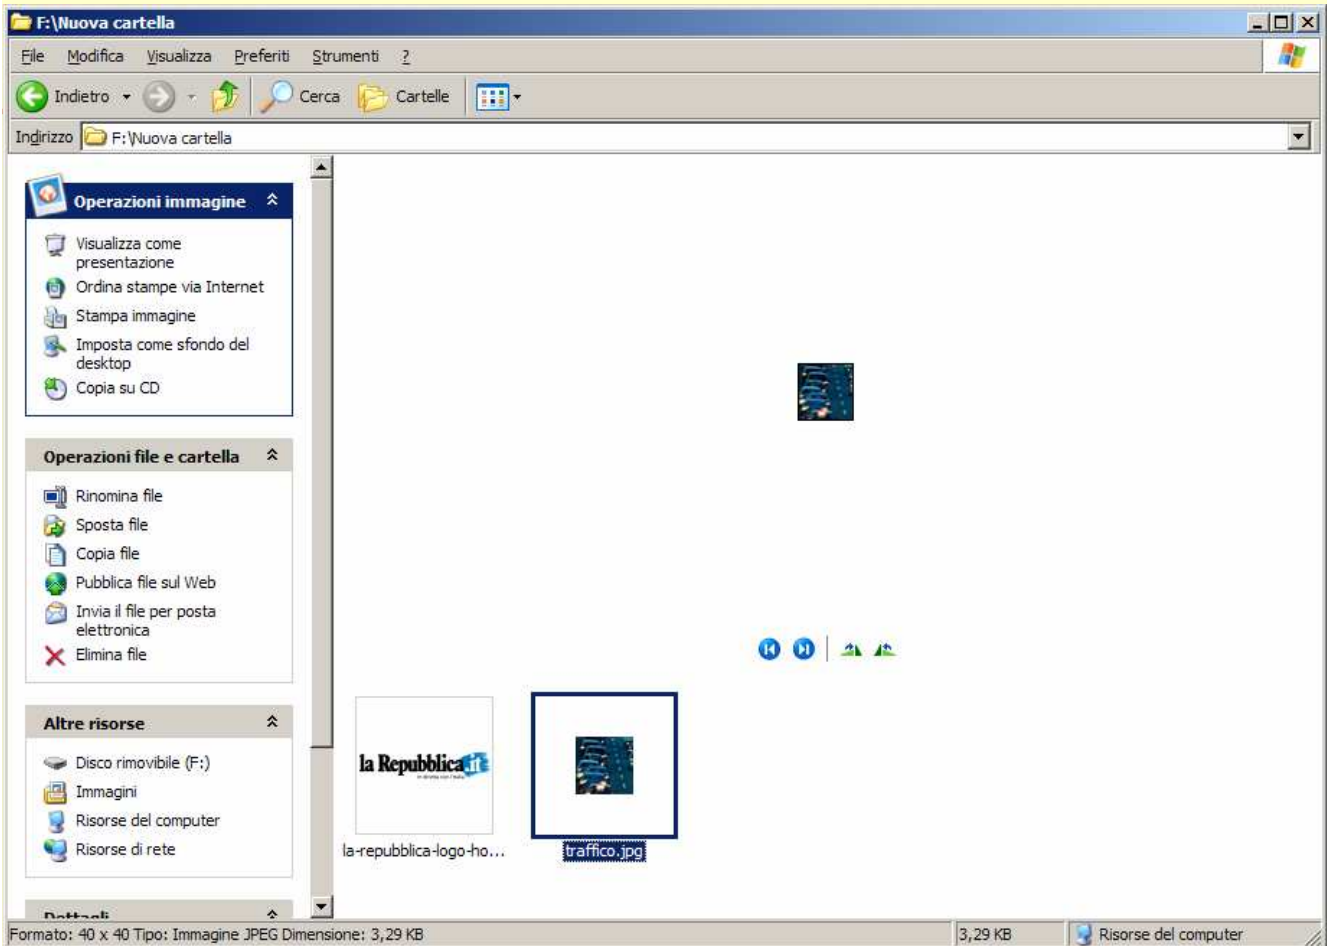 F:\Nuova cartella
File Modifica Visualizza Preferiti Strumenti ?
Indietro Cerca Cartelle
Indirizzo F:\Nuova cartella
Operazioni immagine
Visualizza come
presentazione
Ordina stampe via Internet
Stampa immagine
Imposta come sfondo del
desktop
Copia su CD
Operazioni file e cartella
Rinomina file
Sposta file
Copia file
Pubblica file sul Web
Invia il file per posta
elettronica
Elimina file
Altre risorse
Disco rimovibile (F:)
Immagini
Risorse del computer
Risorse di rete
Dettagli
la Repubblica.it
la-repubblica-logo-ho...
traffico.jpg
Formato: 40 x 40 Tipo: Immagine JPEG Dimensione: 3,29 KB
3,29 KB
Risorse del computer